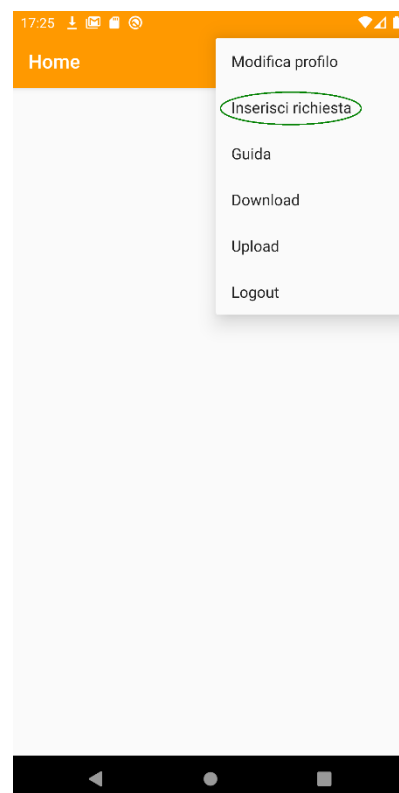 17:25
Home
Modifica profilo
Inserisci richiesta
Guida
Download
Upload
Logout